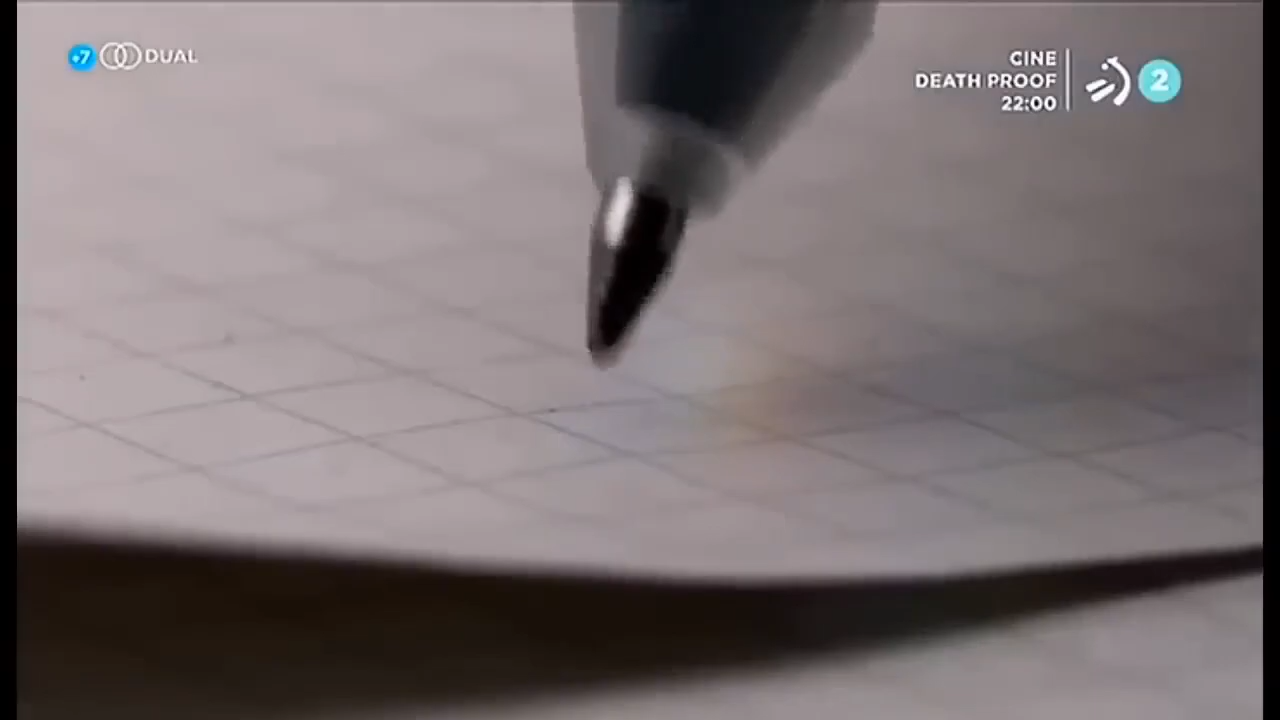 +7 DUAL
CINE
DEATH PROOF
22:00
2